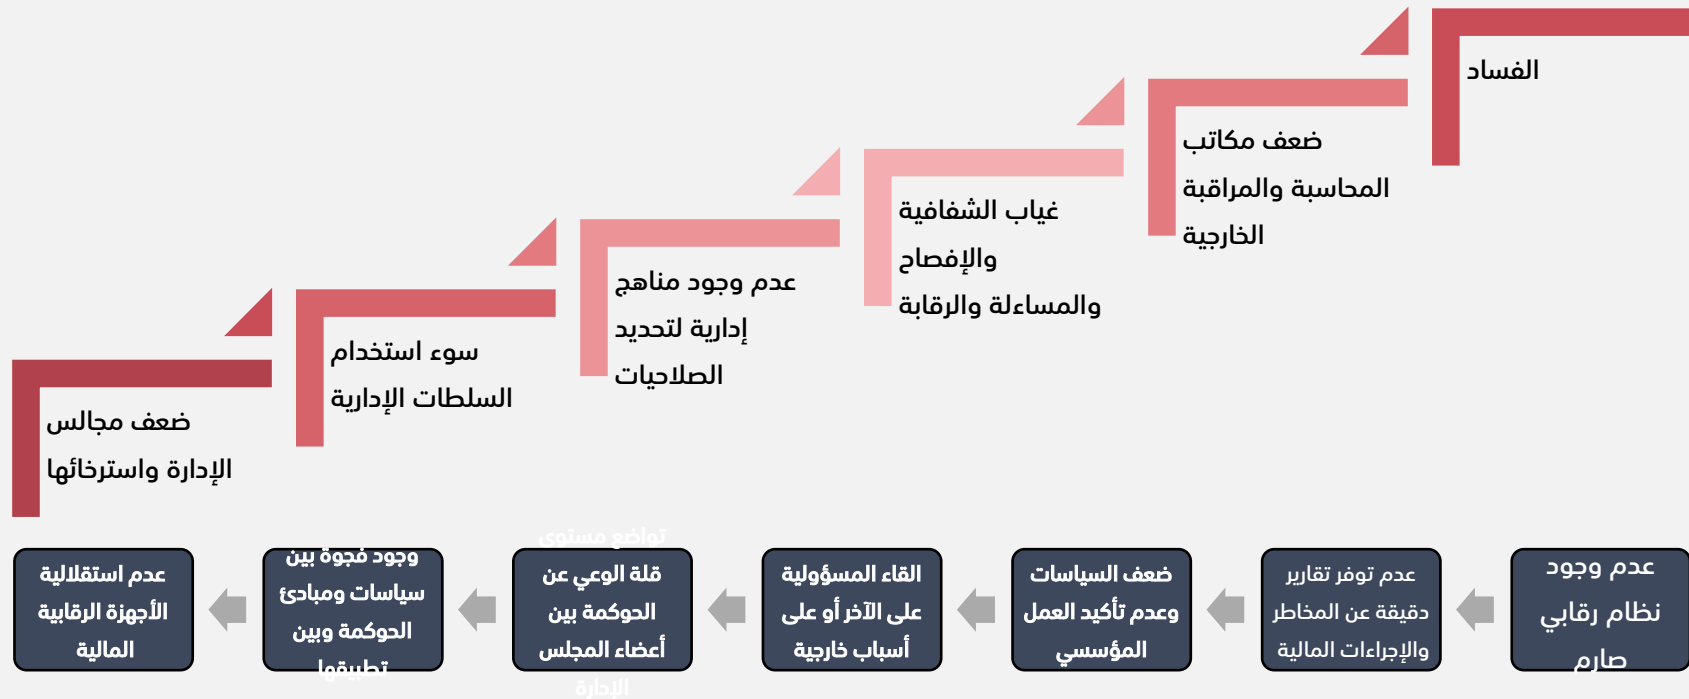 الفساد
ضعف مكاتب
المحاسبة والمراقبة
الخارجية
غياب الشفافية
والإفصاح
والمساءلة والرقابة
عدم وجود مناهج
إدارية لتحديد
الصلاحيات
سوء استخدام
السلطات الإدارية
ضعف مجالس
الإدارة واسترخائها
عدم وجود
نظام رقابي
صارم
عدم توفر تقارير
دقيقة عن المخاطر
والإجراءات المالية
ضعف السياسات
وعدم تأكيد العمل
المؤسسي
القاء المسؤولية
على الآخر أو على
أسباب خارجية
تواضع مستوى
قلة الوعي عن
الحوكمة بين
أعضاء المجلس
الإدارة
وجود فجوة بين
سياسات ومبادئ
الحوكمة وبين
تطبيقها
عدم استقلالية
الأجهزة الرقابية
المالية